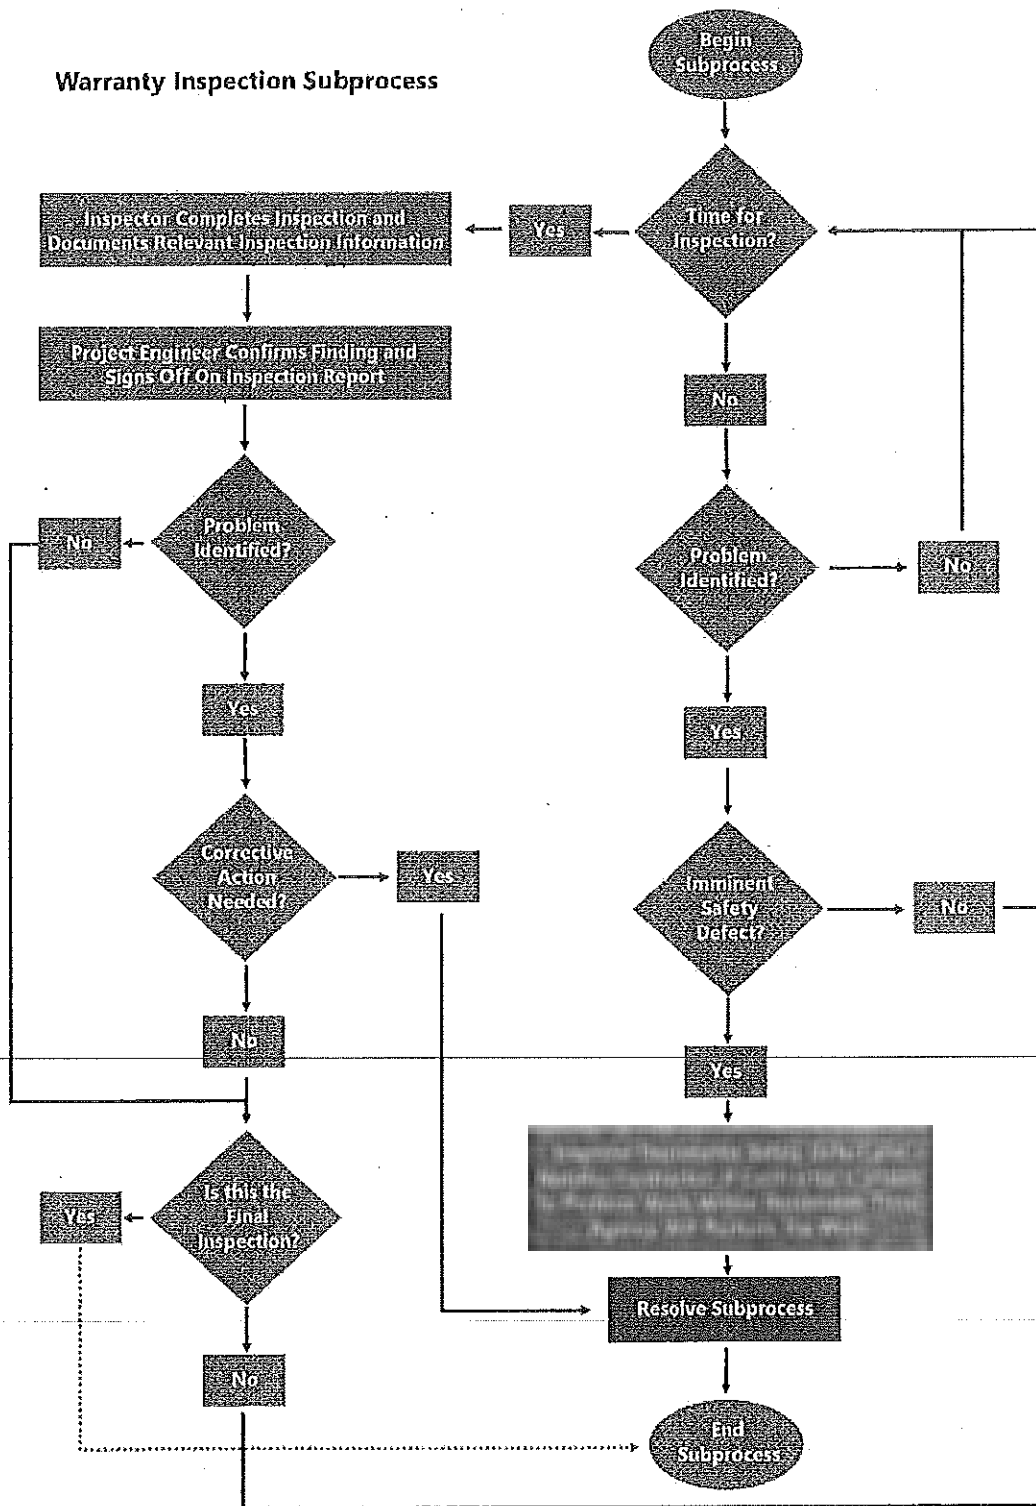 Warranty Inspection Subprocess
Begin
Subprocess
Time for
Inspection?
Yes
Inspector Completes Inspection and
Documents Relevant Inspection Information
Project Engineer Confirms Finding and
Signs Off On Inspection Report
Problem
Identified?
No
Yes
Corrective
Action
Needed?
Yes
No
Is this the
Final
Inspection?
Yes
No
No
Problem
Identified?
No
Yes
Imminent
Safety
Defect?
No
Yes
Resolve Subprocess
End
Subprocess